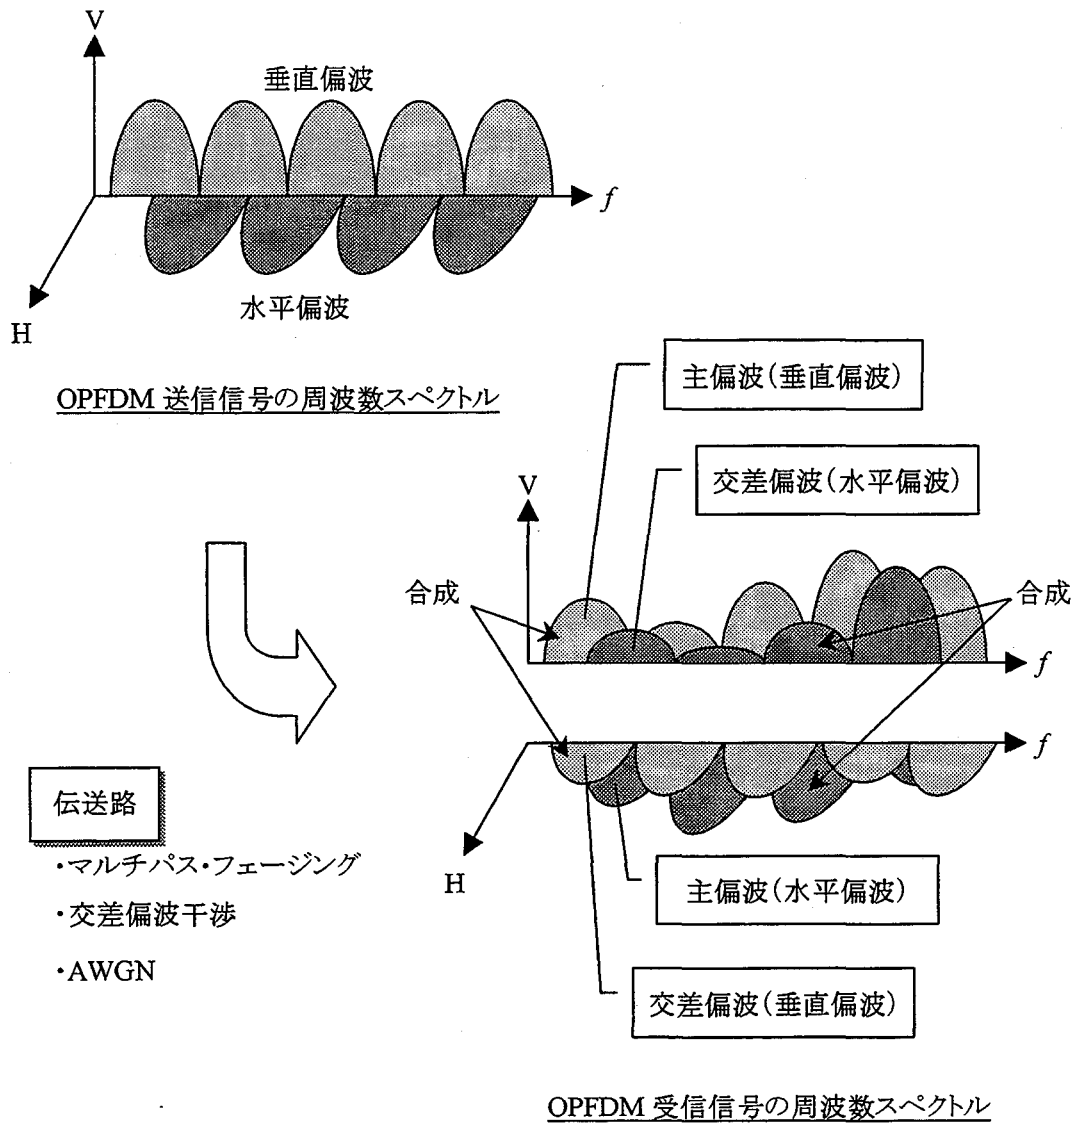 V
垂直偏波
f
水平偏波
H
OPFDM 送信信号の周波数スペクトル
主偏波(垂直偏波)
交差偏波(水平偏波)
V
合成
合成
f
f
伝送路
・マルチパス・フェージング
・交差偏波干渉
・AWGN
H
主偏波(水平偏波)
交差偏波(垂直偏波)
OPFDM 受信信号の周波数スペクトル